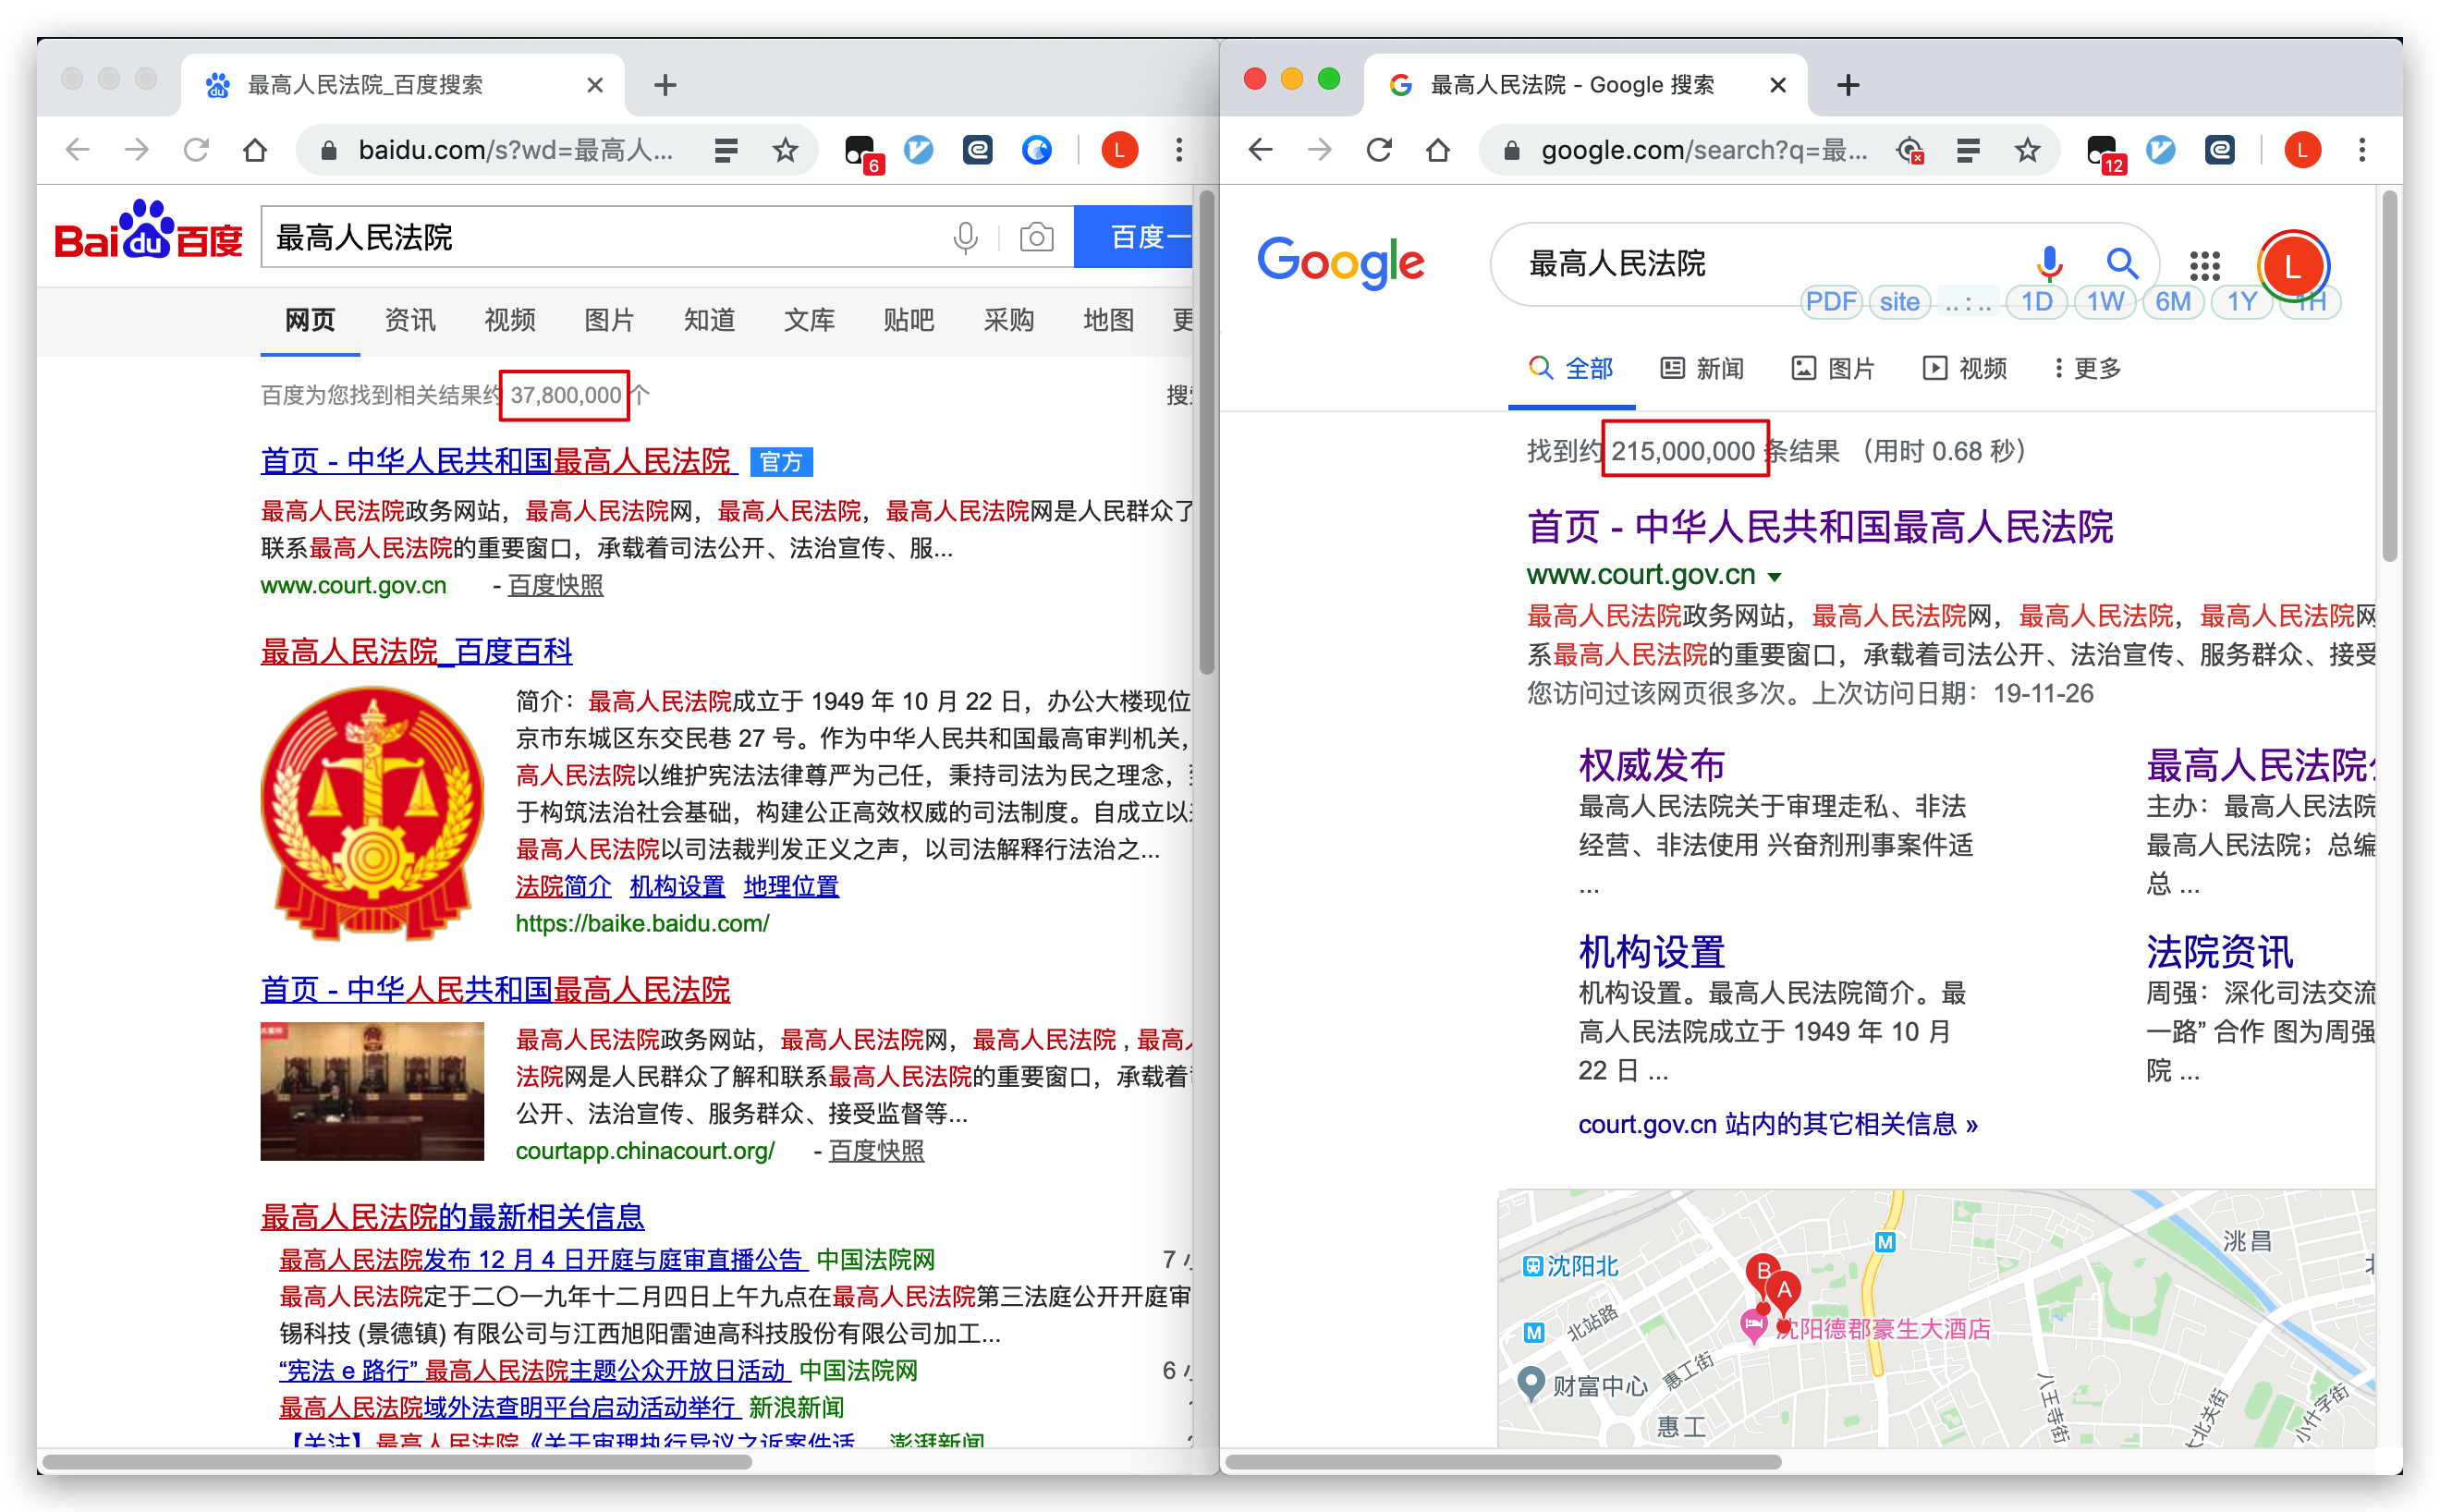 最高人民法院_百度搜索
baidu.com/s?wd=最高人...
6
L
Baidu百度
最高人民法院
百度一
网页 资讯 视频 图片 知道 文库 贴吧 采购 地图 更
百度为您找到相关结果约 37,800,000 个
首页 - 中华人民共和国最高人民法院 官方
最高人民法院政务网站，最高人民法院网，最高人民法院，最高人民法院网是人民群众了
联系最高人民法院的重要窗口，承载着司法公开、法治宣传、服...
www.court.gov.cn - 百度快照
最高人民法院_百度百科
简介：最高人民法院成立于 1949 年 10 月 22 日，办公大楼现位
京市东城区东交民巷 27 号。作为中华人民共和国最高审判机关，
高人民法院以维护宪法法律尊严为己任，秉持司法为民之理念，
于构筑法治社会基础，构建公正高效权威的司法制度。自成立以
最高人民法院以司法裁判发正义之声，以司法解释行法治之...
法院简介 机构设置 地理位置
https://baike.baidu.com/
首页 - 中华人民共和国最高人民法院
最高人民法院政务网站，最高人民法院网，最高人民法院 , 最高
法院网是人民群众了解和联系最高人民法院的重要窗口，承载着
公开、法治宣传、服务群众、接受监督等...
courtapp.chinacourt.org/ - 百度快照
最高人民法院的最新相关信息
最高人民法院发布 12 月 4 日开庭与庭审直播公告 中国法院网 7
最高人民法院定于二〇一九年十二月四日上午九点在最高人民法院第三法庭公开开庭审
锡科技 (景德镇) 有限公司与江西旭阳雷迪高科技股份有限公司加工...
“宪法 e 路行” 最高人民法院主题公众开放日活动 中国法院网 6
最高人民法院域外法查明平台启动活动举行 新浪新闻
【关注】最高人民法院《关于审理执行异议之诉案件适... 澎湃新闻
最高人民法院 - Google 搜索
google.com/search?q=最...
12
L
Google
最高人民法院
L
PDF site ..:.. 1D 1W 6M 1Y 1H
全部 新闻 图片 视频 更多
找到约 215,000,000 条结果 （用时 0.68 秒）
首页 - 中华人民共和国最高人民法院
www.court.gov.cn
最高人民法院政务网站，最高人民法院网，最高人民法院，最高人民法院网
系最高人民法院的重要窗口，承载着司法公开、法治宣传、服务群众、接受
您访问过该网页很多次。上次访问日期：19-11-26
权威发布
最高人民法院关于审理走私、非法
经营、非法使用 兴奋剂刑事案件适
...
最高人民法院
主办：最高人民法院
最高人民法院；总编
总 ...
机构设置
机构设置。最高人民法院简介。最
高人民法院成立于 1949 年 10 月
22 日 ...
法院资讯
周强：深化司法交流
一路” 合作 图为周强
院 ...
court.gov.cn 站内的其它相关信息 »
沈阳北
M
洮昌
B
A
M
北站路
沈阳德郡豪生大酒店
财富中心
惠工街
惠工
八王寺街
大北关街
小什字街